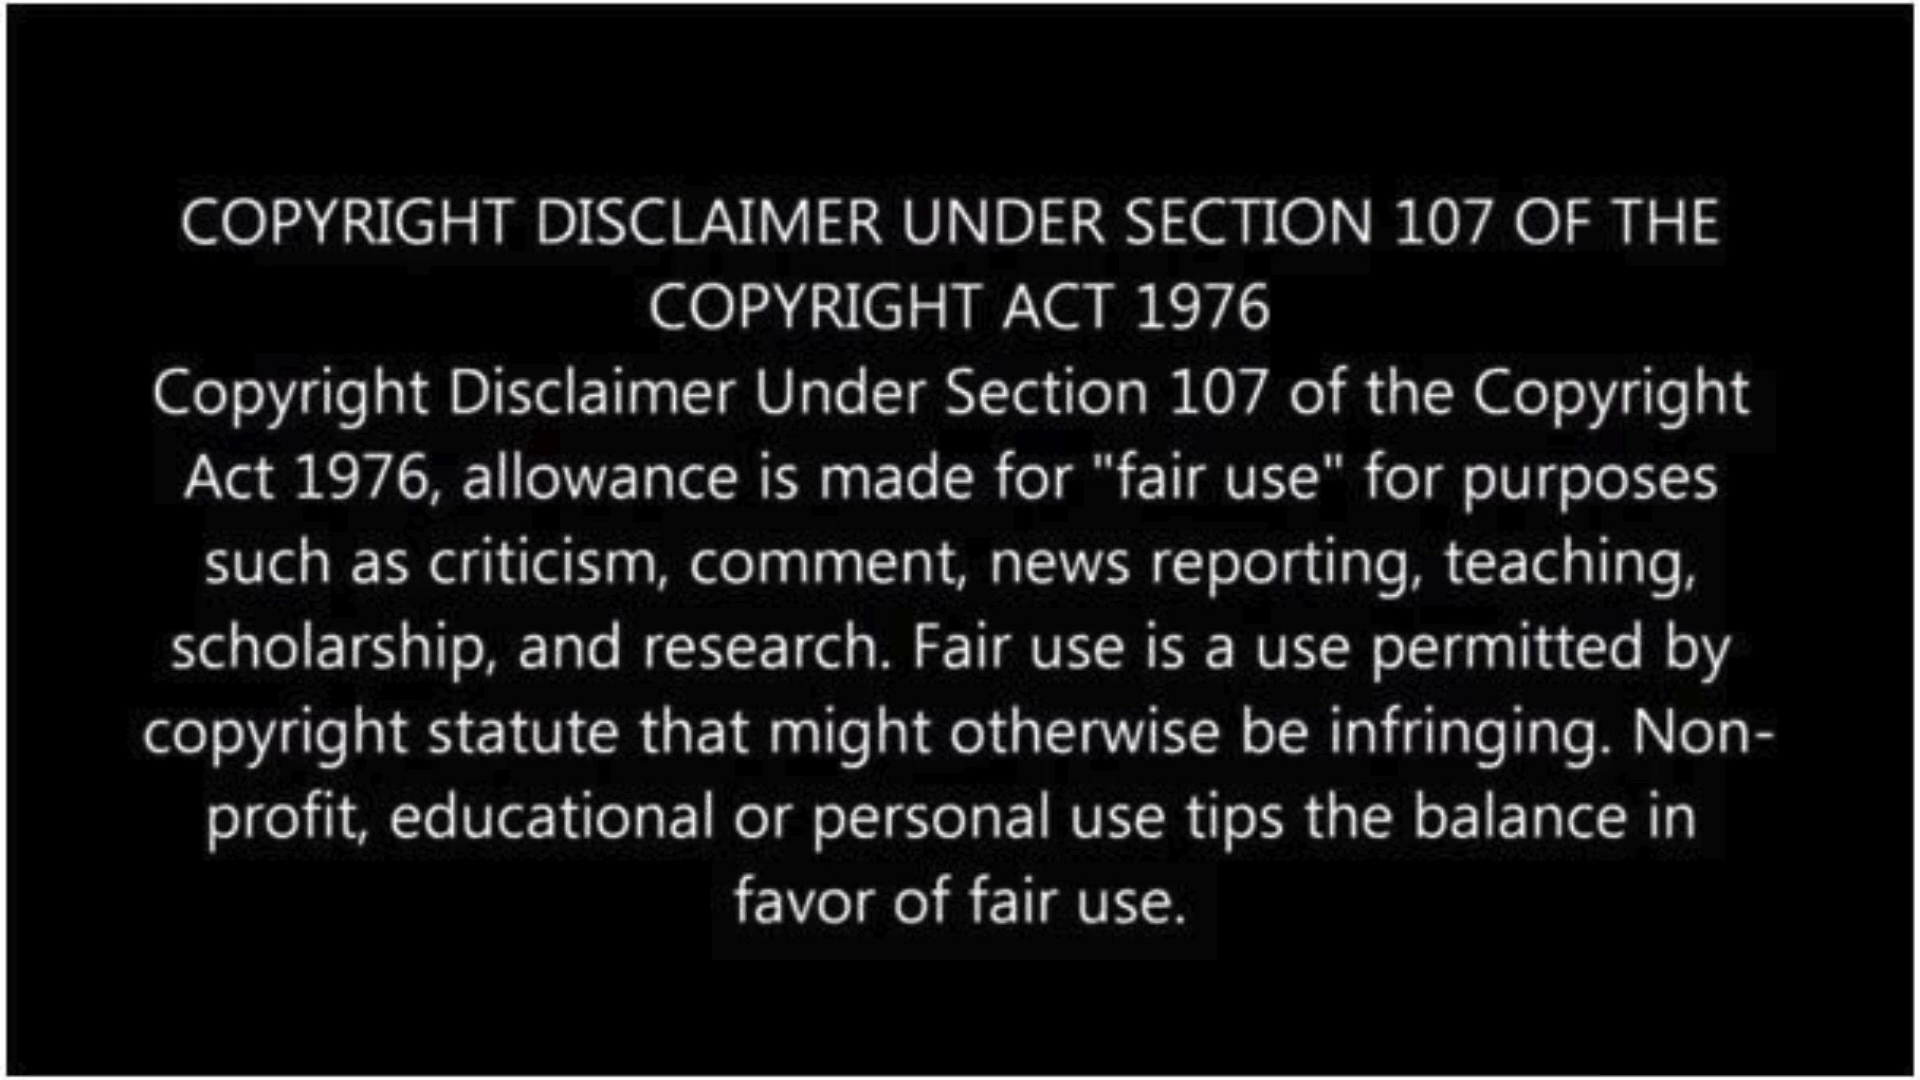 COPYRIGHT DISCLAIMER UNDER SECTION 107 OF THE
COPYRIGHT ACT 1976
Copyright Disclaimer Under Section 107 of the Copyright
Act 1976, allowance is made for "fair use" for purposes
such as criticism, comment, news reporting, teaching,
scholarship, and research. Fair use is a use permitted by
copyright statute that might otherwise be infringing. Non-
profit, educational or personal use tips the balance in
favor of fair use.